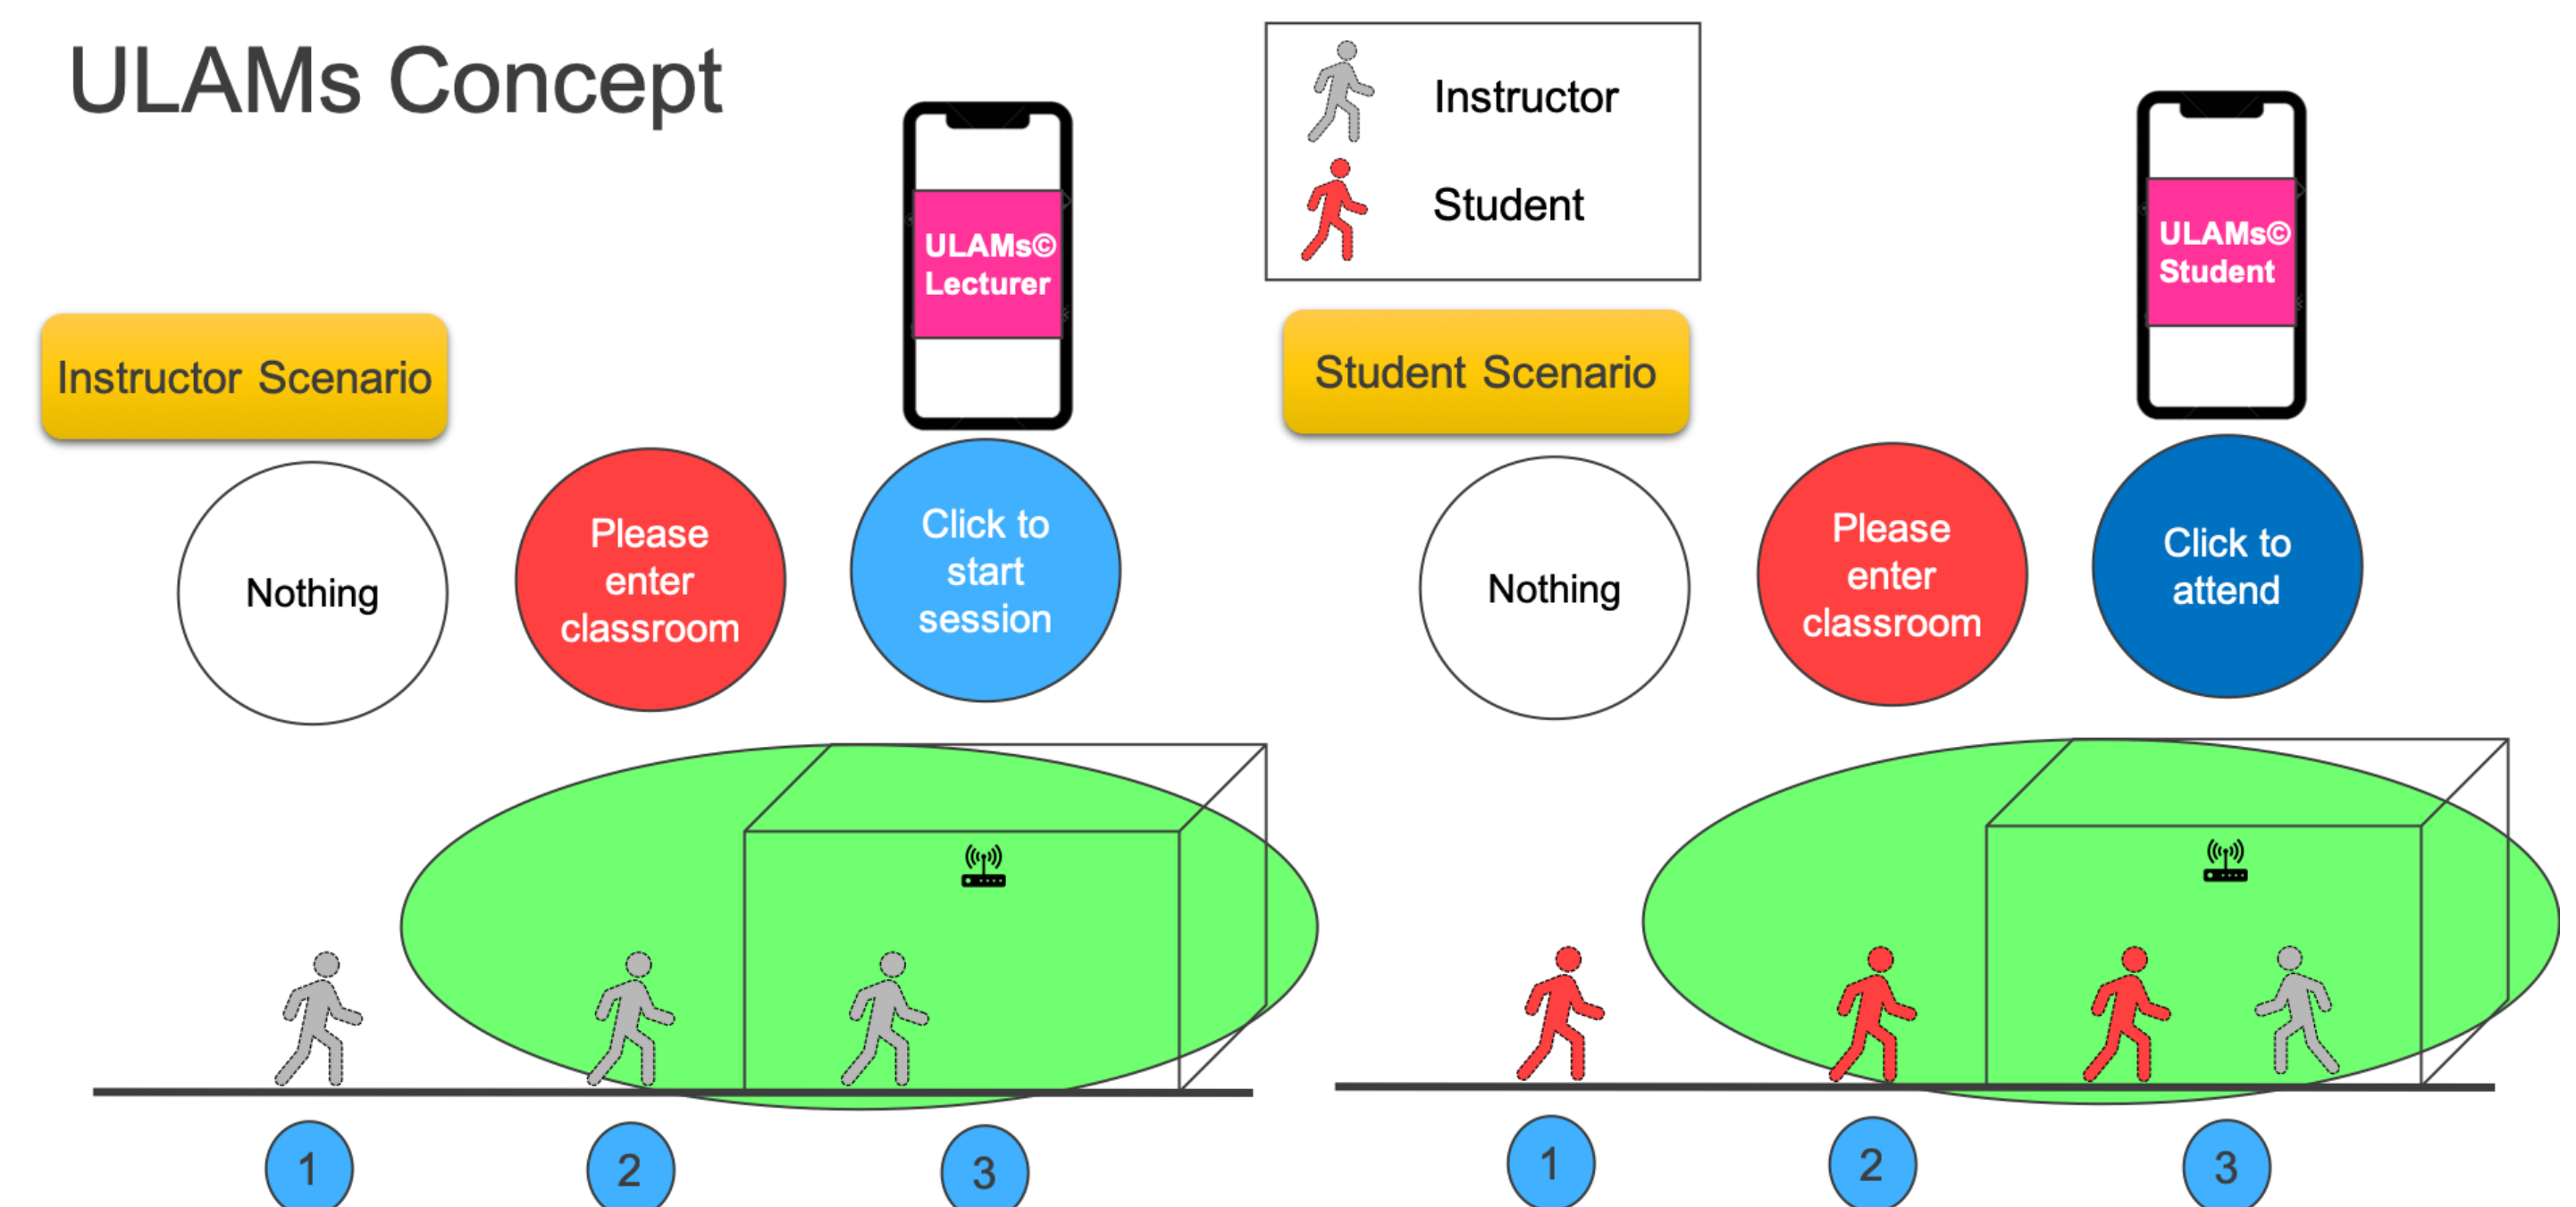 ULAMs Concept
Instructor
Student
ULAMs©
Lecturer
ULAMs©
Student
Instructor Scenario
Student Scenario
Nothing
Please
enter
classroom
Click to
start
session
Nothing
Please
enter
classroom
Click to
attend
1
2
3
1
2
3